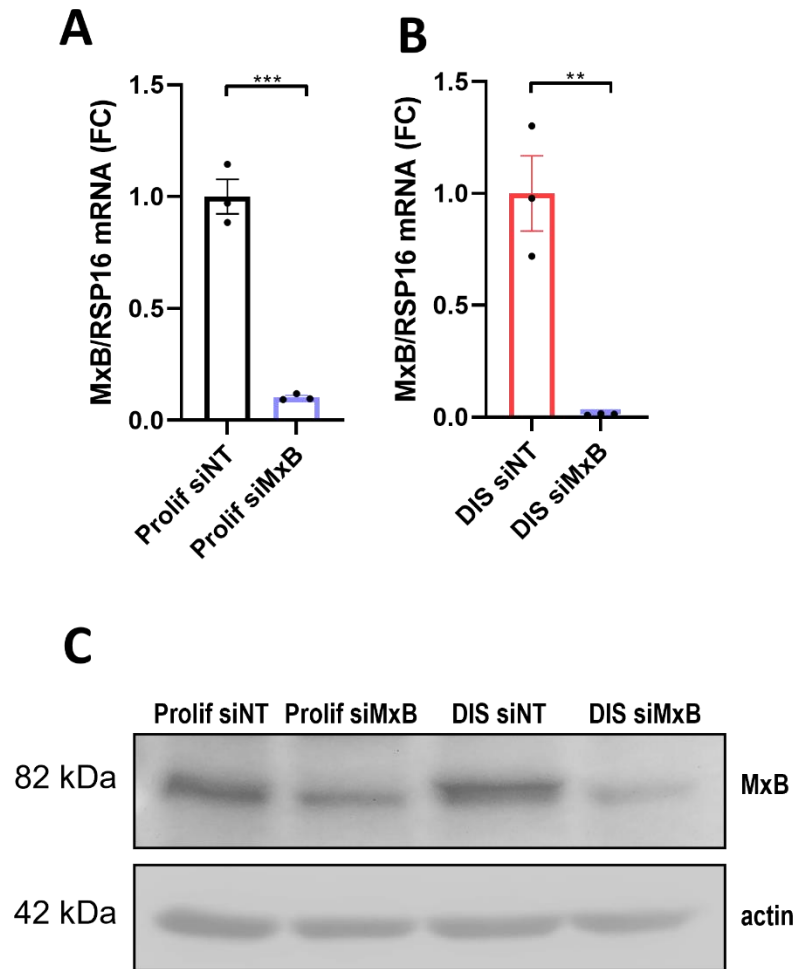 A
MxB/RSP16 mRNA (FC)
1.5
1.0
0.5
0.0
***
Prolif siNT
Prolif siMxB
B
MxB/RSP16 mRNA (FC)
1.5
1.0
0.5
0.0
**
DIS siNT
DIS siMxB
C
Prolif siNT Prolif siMxB DIS siNT DIS siMxB
82 kDa MxB
42 kDa actin